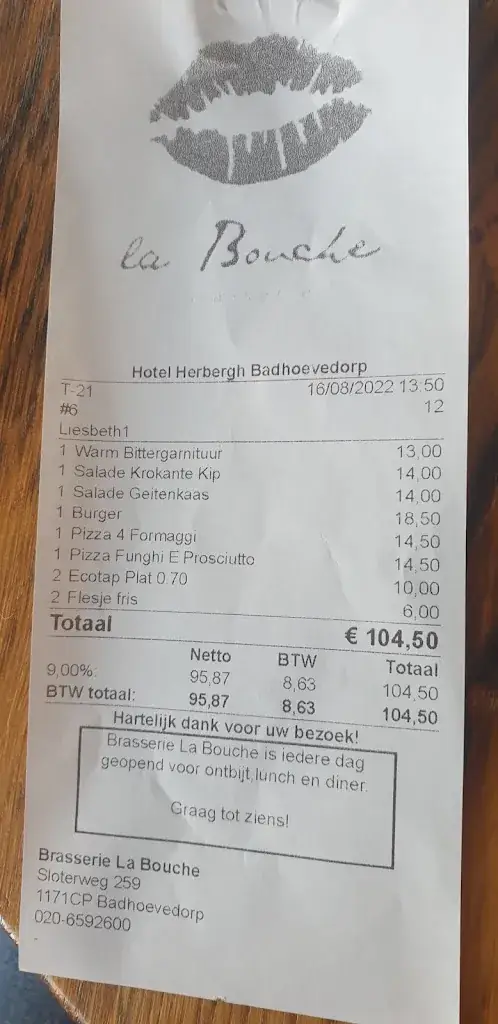 la Bouche
Hotel Herbergh Badhoevedorp
T-21 16/08/2022 13:50
#6 12
Liesbeth1
1 Warm Bittergarnituur 13,00
1 Salade Krokante Kip 14,00
1 Salade Geitenkaas 14,00
1 Burger 18,50
1 Pizza 4 Formaggi 14,50
1 Pizza Funghi E Prosciutto 14,50
2 Ecotap Plat 0.70 10,00
2 Flesje fris 6,00
Totaal € 104,50
Netto BTW Totaal
9,00%: 95,87 8,63 104,50
BTW totaal: 95,87 8,63 104,50
Hartelijk dank voor uw bezoek!
Brasserie La Bouche is iedere dag
geopend voor ontbijt,lunch en diner.
Graag tot ziens!
Brasserie La Bouche
Sloterweg 259
1171CP Badhoevedorp
020-6592600